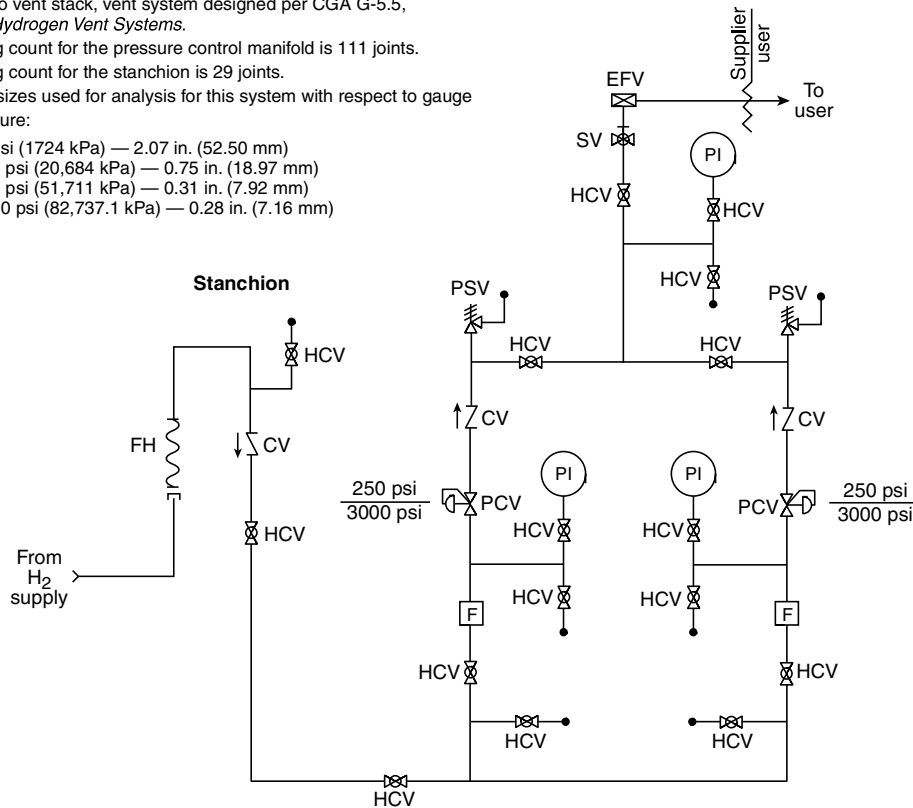 o vent stack, vent system designed per CGA G-5.5,
Hydrogen Vent Systems.
g count for the pressure control manifold is 111 joints.
g count for the stanchion is 29 joints.
sizes used for analysis for this system with respect to gauge
ure:
si (1724 kPa) — 2.07 in. (52.50 mm)
psi (20,684 kPa) — 0.75 in. (18.97 mm)
psi (51,711 kPa) — 0.31 in. (7.92 mm)
0 psi (82,737.1 kPa) — 0.28 in. (7.16 mm)
Supplier
user
EFV
To
user
SV
PI
HCV
HCV
HCV
Stanchion
PSV
PSV
HCV
HCV
HCV
FH
CV
CV
CV
PI
PI
250 psi
3000 psi
PCV
PCV
250 psi
3000 psi
HCV
HCV
HCV
From
H2
supply
HCV
HCV
F
F
HCV
HCV
HCV
HCV
HCV